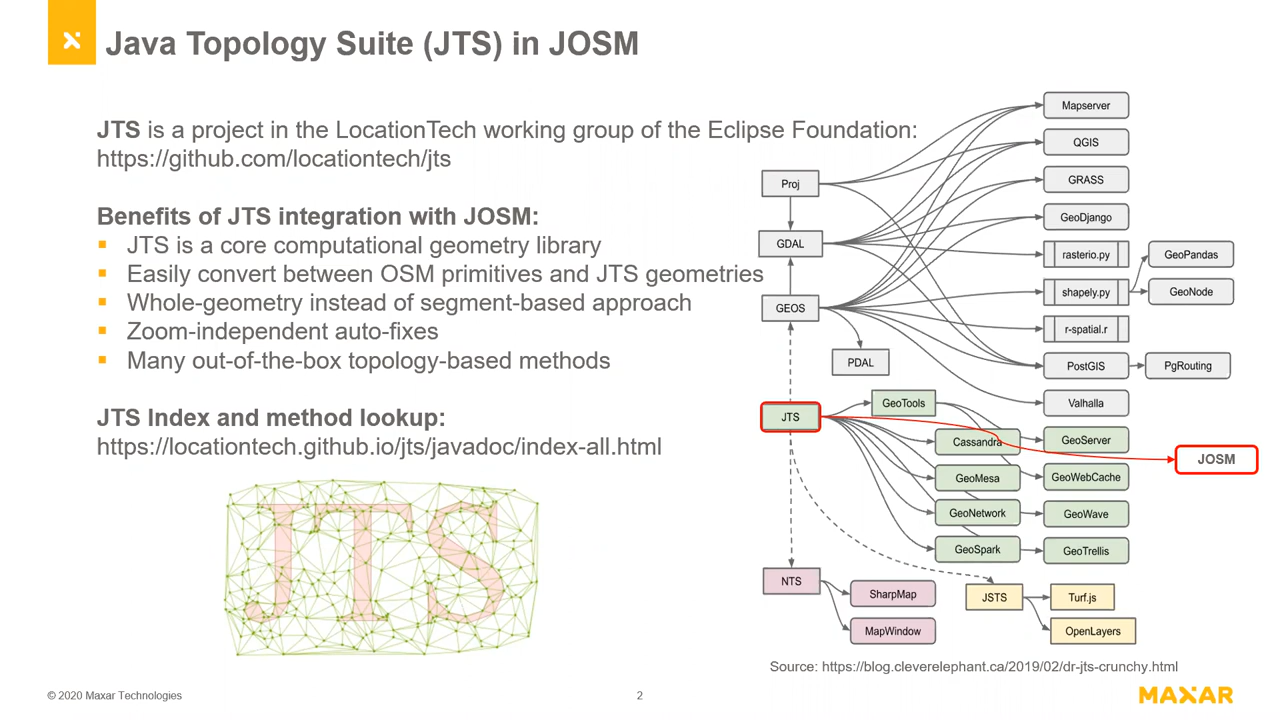 Java Topology Suite (JTS) in JOSM
JTS is a project in the LocationTech working group of the Eclipse Foundation:
https://github.com/locationtech/jts
Benefits of JTS integration with JOSM:
JTS is a core computational geometry library
Easily convert between OSM primitives and JTS geometries
Whole-geometry instead of segment-based approach
Zoom-independent auto-fixes
Many out-of-the-box topology-based methods
JTS Index and method lookup:
https://locationtech.github.io/jts/javadoc/index-all.html
JTS
Mapserver
QGIS
Proj
GRASS
GeoDjango
GDAL
rasterio.py
GeoPandas
shapely.py
GeoNode
GEOS
r-spatial.r
PDAL
PostGIS
PgRouting
Valhalla
GeoTools
JTS
Cassandra
GeoServer
JOSM
GeoMesa
GeoWebCache
GeoNetwork
GeoWave
GeoSpark
GeoTrellis
NTS
SharpMap
JSTS
Turf.js
MapWindow
OpenLayers
Source: https://blog.cleverelephant.ca/2019/02/dr-jts-crunchy.html
© 2020 Maxar Technologies
2
MAXAR